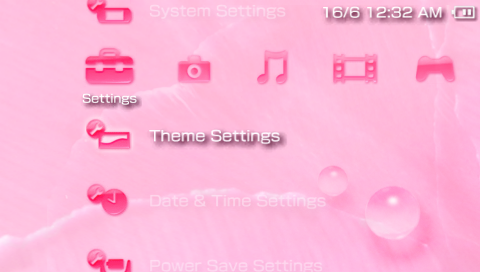 System Settings
16/6 12:32 AM
Settings
Theme Settings
Date & Time Settings
Power Save Settings